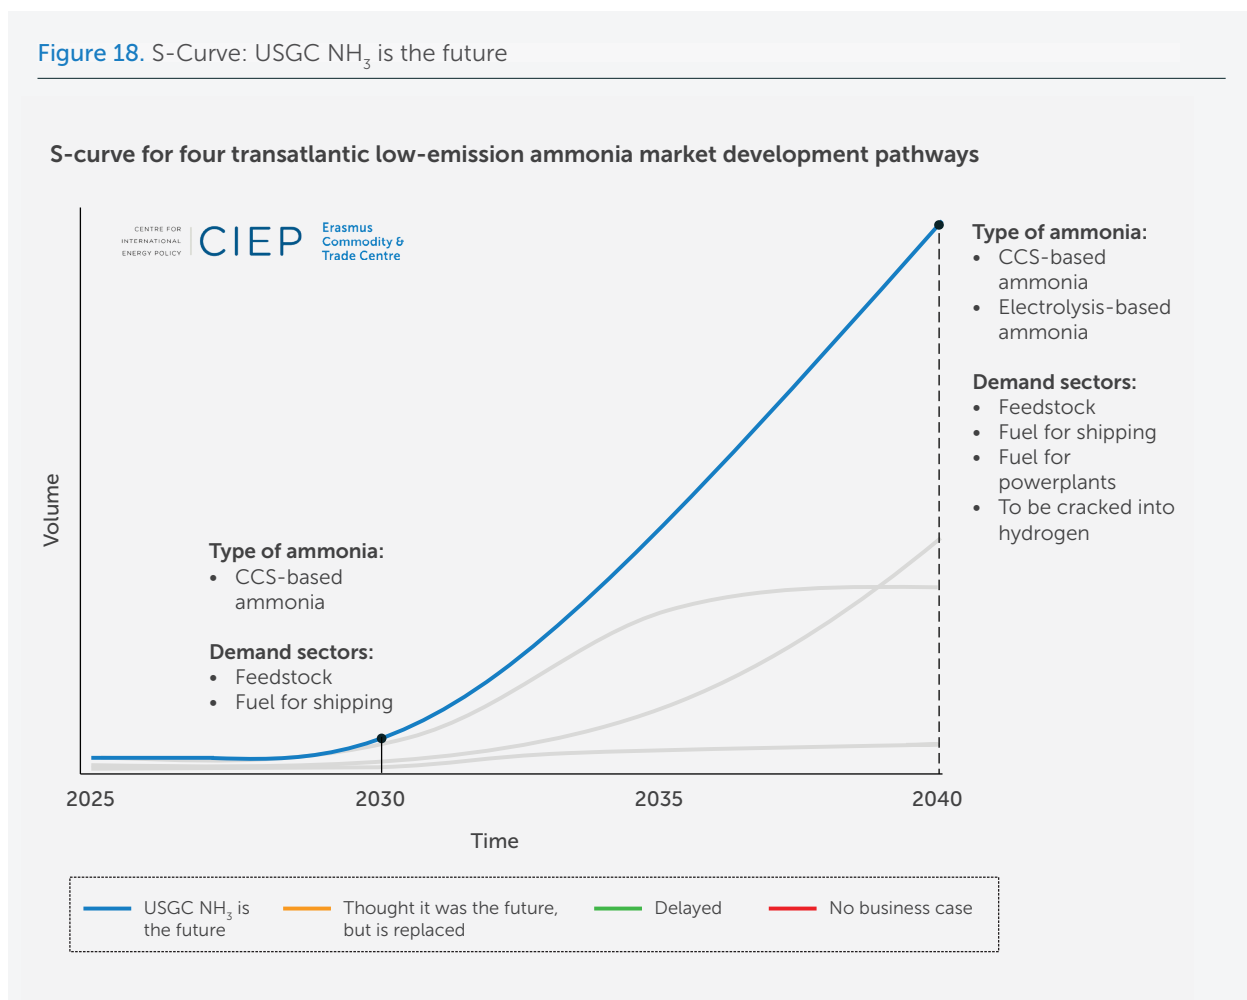 Figure 18. S-Curve: USGC NH₃ is the future
S-curve for four transatlantic low-emission ammonia market development pathways
CENTRE FOR
INTERNATIONAL
ENERGY POLICY
CIEP
Erasmus
Commodity &
Trade Centre
Type of ammonia:
• CCS-based
ammonia
• Electrolysis-based
ammonia
Demand sectors:
• Feedstock
• Fuel for shipping
• Fuel for
powerplants
• To be cracked into
hydrogen
Volume
Type of ammonia:
• CCS-based
ammonia
Demand sectors:
• Feedstock
• Fuel for shipping
2025 2030 2035 2040
Time
USGC NH₃ is
the future
Thought it was the future,
but is replaced
Delayed
No business case